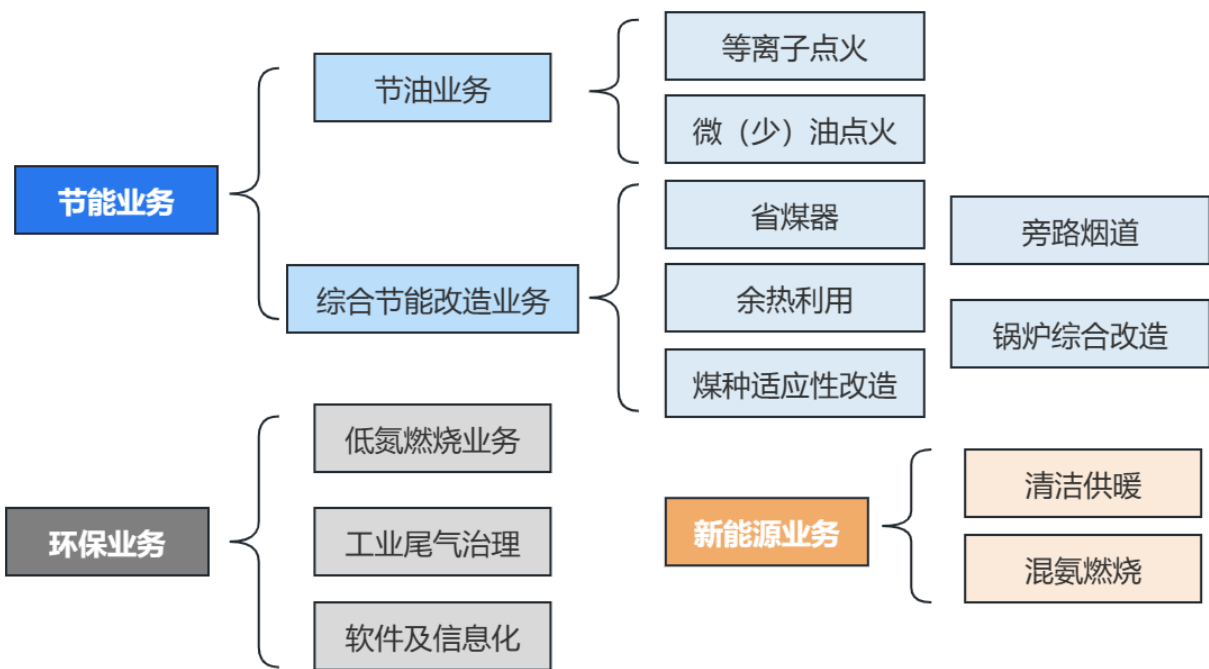 节能业务
节油业务
等离子点火
微（少）油点火
综合节能改造业务
省煤器
余热利用
煤种适应性改造
旁路烟道
锅炉综合改造
环保业务
低氮燃烧业务
工业尾气治理
软件及信息化
新能源业务
清洁供暖
混氨燃烧